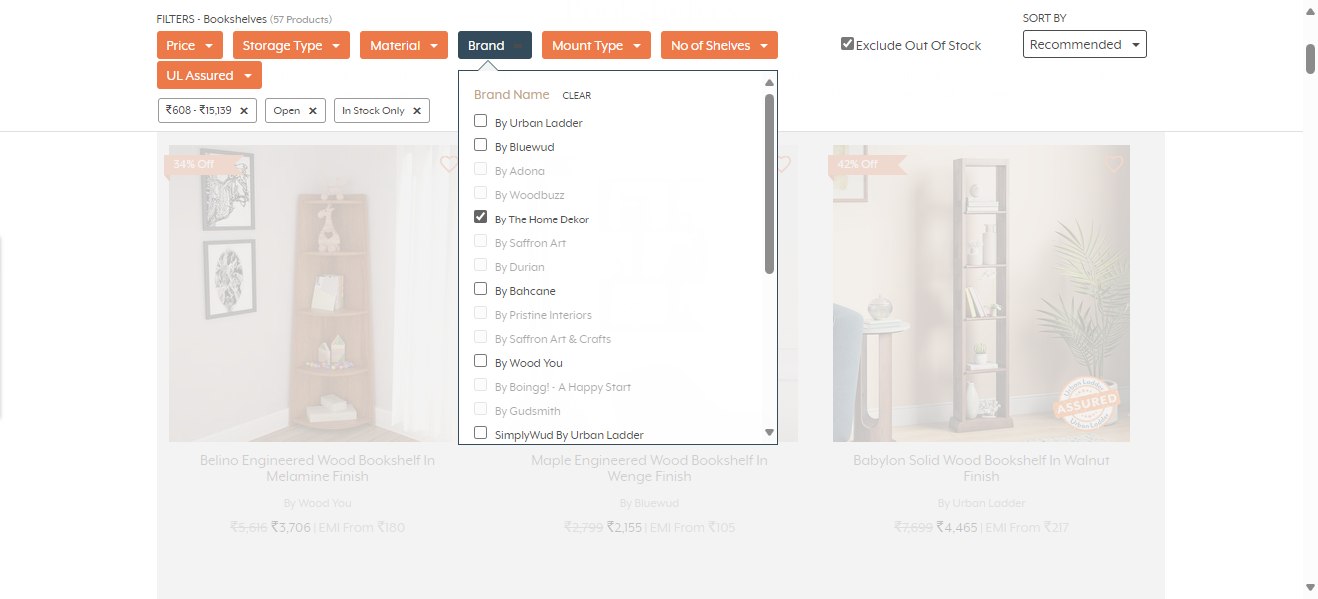 FILTERS - Bookshelves (57 Products)
SORT BY
Price
Storage Type
Material
Brand
Mount Type
No of Shelves
Exclude Out Of Stock
Recommended
UL Assured
₹608 - ₹15,139 ×
Open ×
In Stock Only ×
Brand Name CLEAR
By Urban Ladder
By Bluewud
By Adona
By Woodbuzz
By The Home Dekor
By Saffron Art
By Durian
By Bahcane
By Pristine Interiors
By Saffron Art & Crafts
By Wood You
By Boingg! - A Happy Start
By Gudsmith
SimplyWud By Urban Ladder
34% Off
42% Off
Urban Ladder
ASSURED
Belino Engineered Wood Bookshelf In
Melamine Finish
By Wood You
₹5,616 ₹3,706 | EMI From ₹180
Maple Engineered Wood Bookshelf In
Wenge Finish
By Bluewud
₹2,799 ₹2,155 | EMI From ₹105
Babylon Solid Wood Bookshelf In Walnut
Finish
By Urban Ladder
₹7,699 ₹4,465 | EMI From ₹217